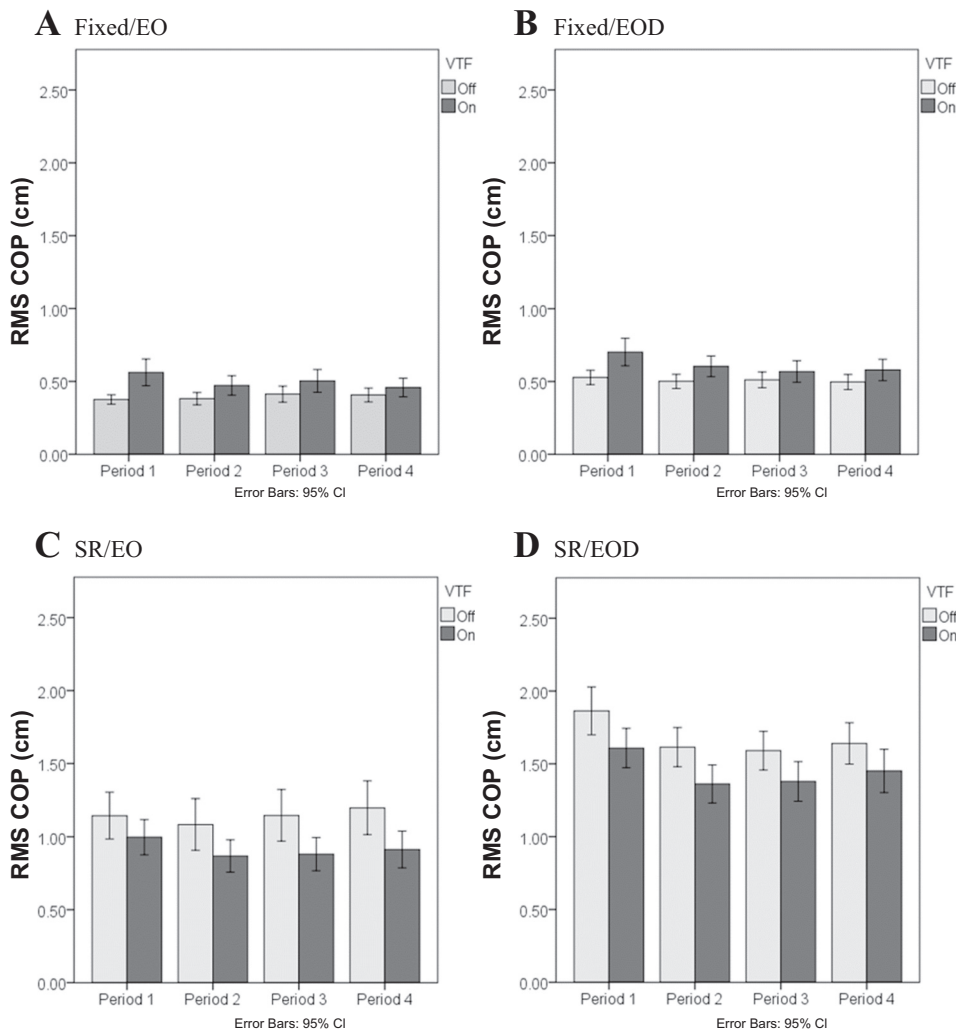 A Fixed/EO
VTF
Off
On
2.50
2.00
1.50
1.00
0.50
0.00
RMS COP (cm)
Period 1 Period 2 Period 3 Period 4
Error Bars: 95% CI
B Fixed/EOD
VTF
Off
On
2.50
2.00
1.50
1.00
0.50
0.00
RMS COP (cm)
Period 1 Period 2 Period 3 Period 4
Error Bars: 95% CI
C SR/EO
VTF
Off
On
2.50
2.00
1.50
1.00
0.50
0.00
RMS COP (cm)
Period 1 Period 2 Period 3 Period 4
Error Bars: 95% CI
D SR/EOD
VTF
Off
On
2.50
2.00
1.50
1.00
0.50
0.00
RMS COP (cm)
Period 1 Period 2 Period 3 Period 4
Error Bars: 95% CI